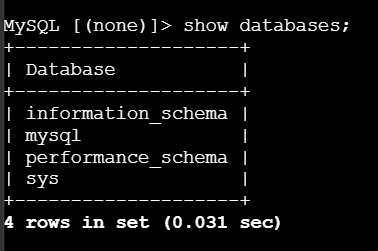 MySQL [(none)]> show databases;
+--------------------+
| Database           |
+--------------------+
| information_schema |
| mysql              |
| performance_schema |
| sys                |
+--------------------+
4 rows in set (0.031 sec)